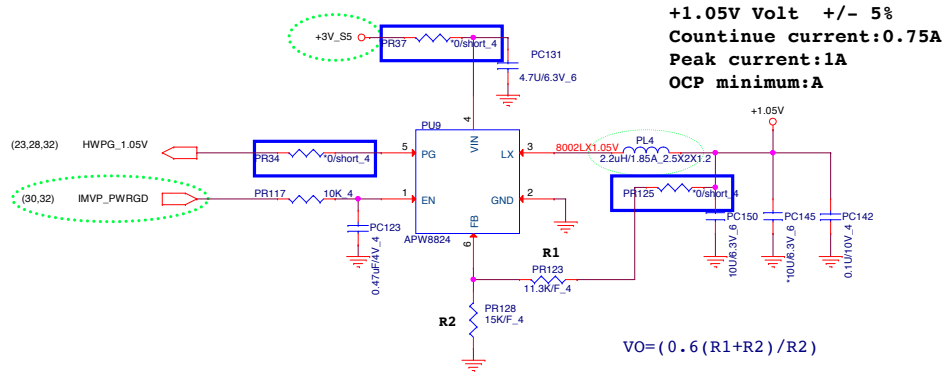 +1.05V Volt +/- 5%
Countinue current:0.75A
Peak current:1A
OCP minimum:A
+3V_S5
PR37
*0/short_4
PC131
4.7U/6.3V_6
+1.05V
PU9
4
VIN
(23,28,32)
HWPG_1.05V
PR34
*0/short_4
5
PG
LX
3
8002LX1.05V
PL4
2.2uH/1.85A_2.5X2X1.2
(30,32)
IMVP_PWRGD
PR117
10K_4
1
EN
GND
2
PR125
*0/short_4
PC123
0.47uF/4V_4
FB
APW8824
6
PC150
10U/6.3V_6
PC145
*10U/6.3V_6
PC142
0.1U/10V_4
R1
PR123
11.3K/F_4
R2
PR128
15K/F_4
VO=(0.6(R1+R2)/R2)